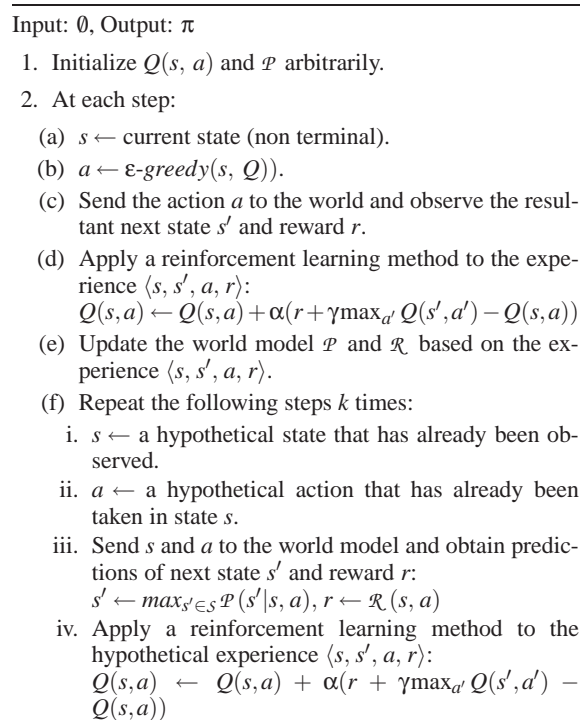 Input: ∅, Output: π
1. Initialize Q(s, a) and 𝒫 arbitrarily.
2. At each step:
(a) s ← current state (non terminal).
(b) a ← ε-greedy(s, Q)).
(c) Send the action a to the world and observe the resul-
tant next state s′ and reward r.
(d) Apply a reinforcement learning method to the expe-
rience ⟨s, s′, a, r⟩:
Q(s,a) ← Q(s,a)+α(r+γmaxₐ′ Q(s′,a′)−Q(s,a))
(e) Update the world model 𝒫 and ℛ based on the ex-
perience ⟨s, s′, a, r⟩.
(f) Repeat the following steps k times:
i. s ← a hypothetical state that has already been ob-
served.
ii. a ← a hypothetical action that has already been
taken in state s.
iii. Send s and a to the world model and obtain predic-
tions of next state s′ and reward r:
s′ ← max_{s′∈𝒮} 𝒫(s′|s, a), r ← ℛ(s, a)
iv. Apply a reinforcement learning method to the
hypothetical experience ⟨s, s′, a, r⟩:
Q(s,a) ← Q(s,a) + α(r + γmaxₐ′ Q(s′,a′) −
Q(s,a))